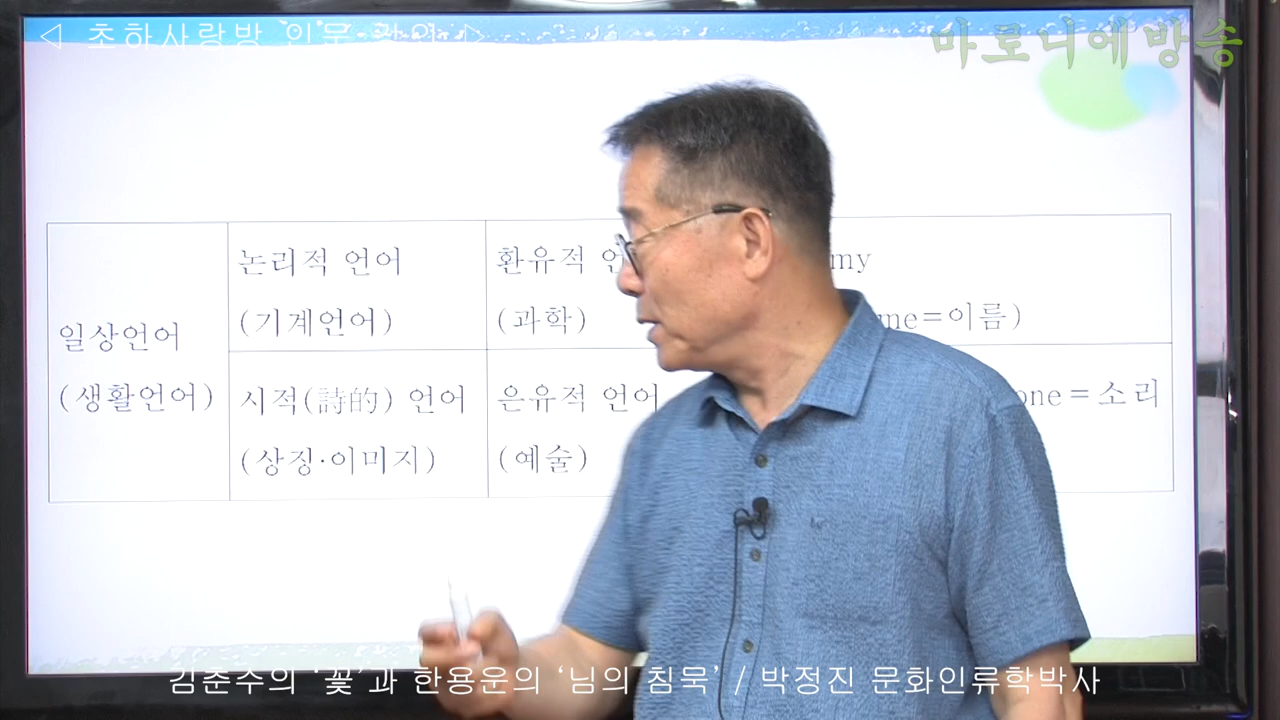 ◁ 초하사랑방 인문 강의 ▷
마로니에방송
일상언어
(생활언어)
논리적 언어
(기계언어)
환유적
(과학)
my
me=이름)
시적(詩的) 언어
(상징·이미지)
은유적 언어
(예술)
one=소리
김춘수의 '꽃'과 한용운의 '님의 침묵' / 박정진 문화인류학박사